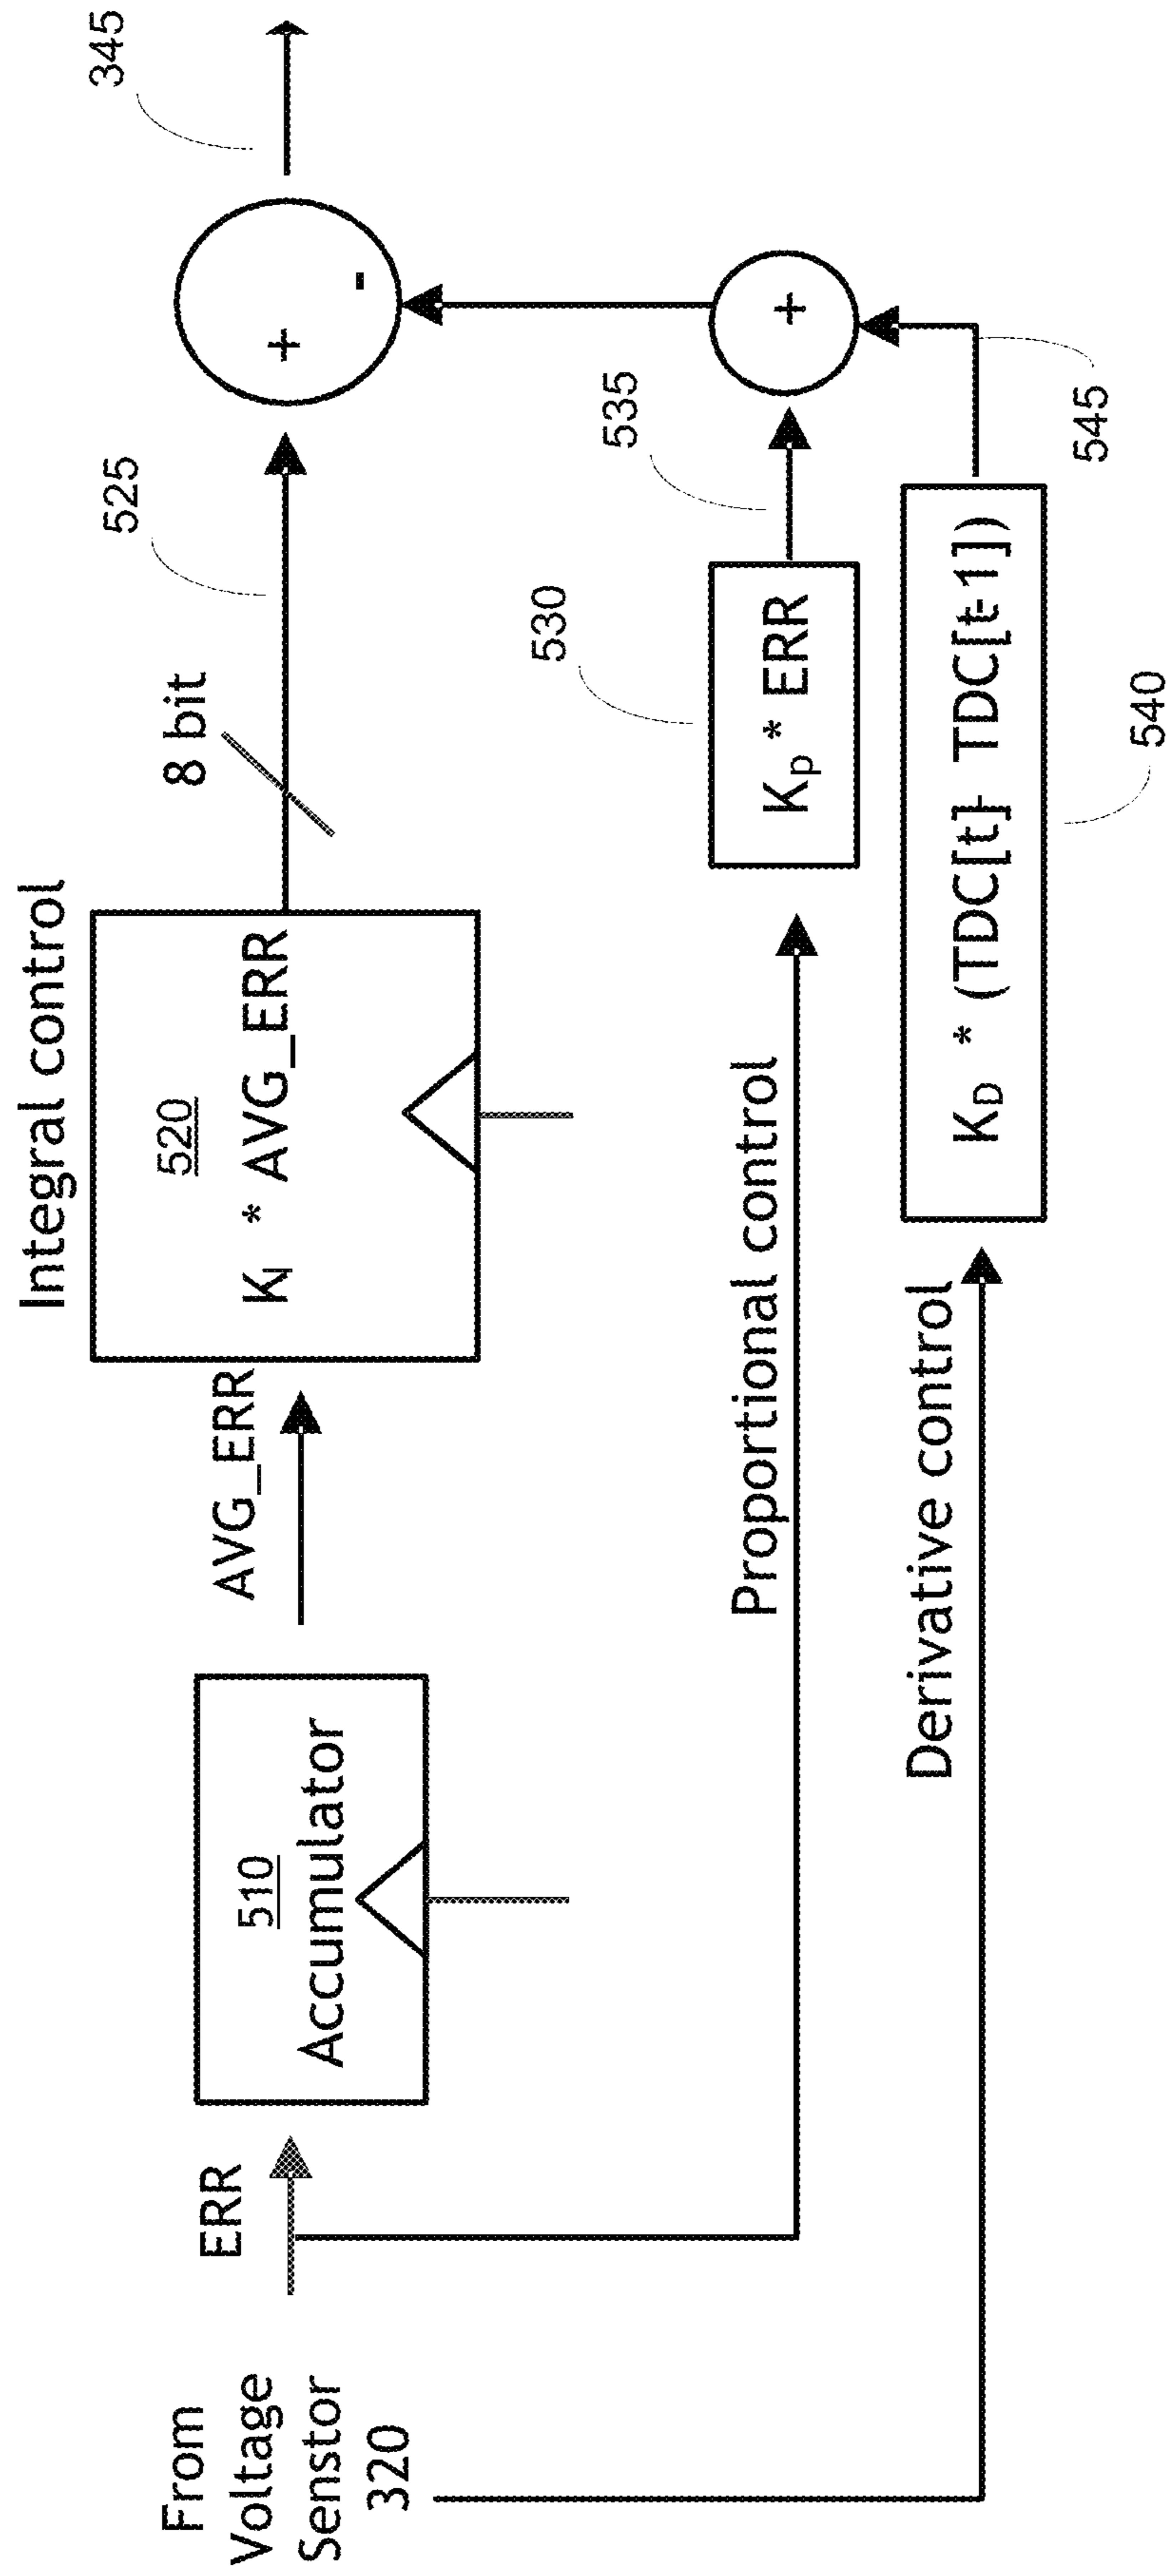 From
Voltage
Senstor
320
ERR
510
Accumulator
AVG_ERR
Integral control
520
K_I * AVG_ERR
8 bit
525
+
-
345
Proportional control
530
K_p * ERR
535
+
Derivative control
K_D * (TDC[t]- TDC[t-1])
540
545